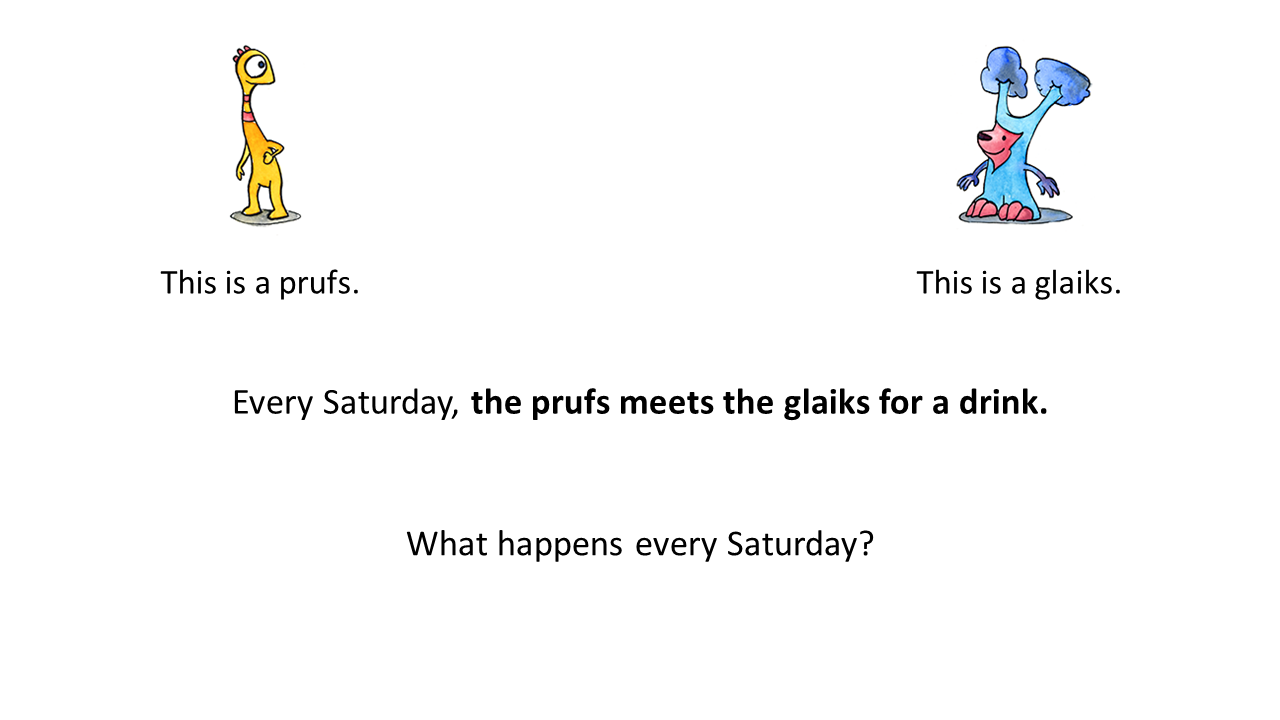 This is a prufs.
This is a glaiks.
Every Saturday, the prufs meets the glaiks for a drink.
What happens every Saturday?